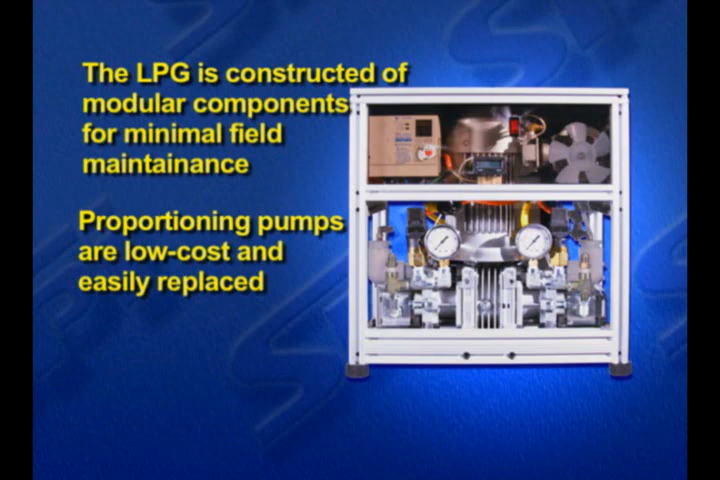 The LPG is constructed of
modular components
for minimal field
maintainance
Proportioning pumps
are low-cost and
easily replaced